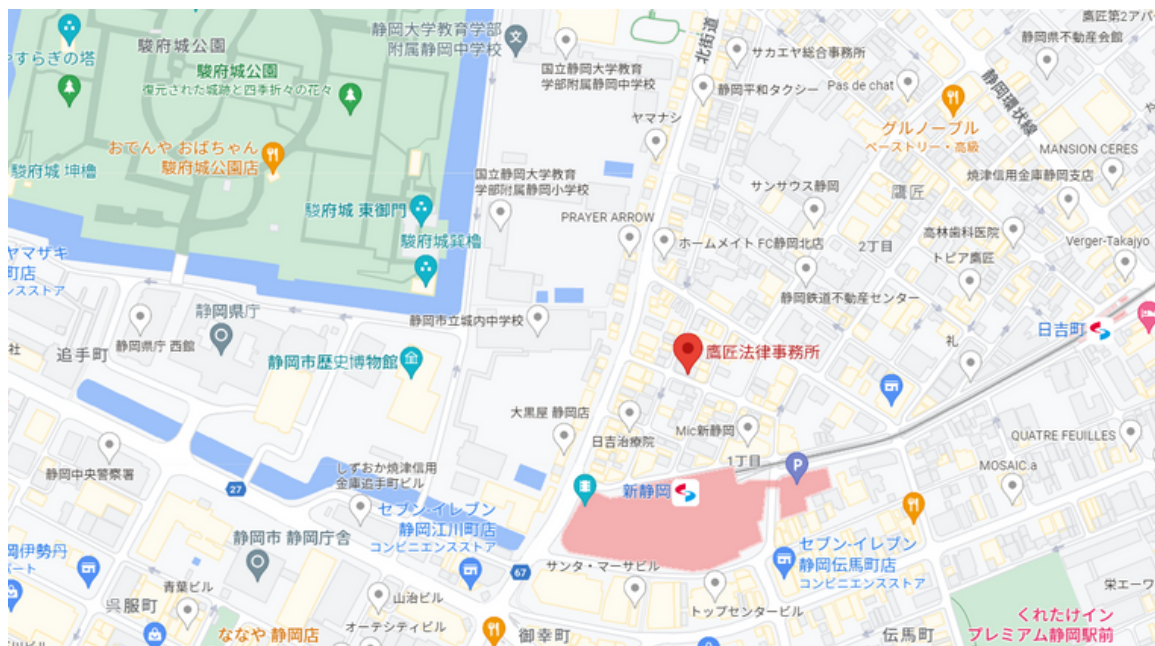 静岡大学教育学部
附属静岡中学校
駿府城公園
すらぎの塔
駿府城公園
復元された城跡と四季折々の花々
国立静岡大学教育
学部附属静岡中学校
北街道
サカエヤ総合事務所
鷹匠第2アパ
静岡県不動産会館
静岡平和タクシー
Pas de chat
静岡環状線
ヤマナシ
グルノーブル
ペーストリー・高級
おでんや おばちゃん
駿府城公園店
MANSION CERES
駿府城 坤櫓
国立静岡大学教育
学部附属静岡小学校
焼津信用金庫静岡支店
サンサウス静岡
鷹匠
駿府城 東御門
PRAYER ARROW
高林歯科医院
駿府城巽櫓
ホームメイト FC静岡北店
2丁目
Verger-Takajyo
ヤマザキ
町店
ンスストア
トピア鷹匠
静岡鉄道不動産センター
静岡県庁
静岡市立城内中学校
日吉町
追手町
社
静岡県庁 西館
静岡市歴史博物館
鷹匠法律事務所
礼
大黒屋 静岡店
日吉治療院
Mic新静岡
QUATRE FEUILLES
1丁目
P
MOSAIC.a
静岡中央警察署
しずおか焼津信用
金庫追手町ビル
27
新静岡
セブン-イレブン
静岡江川町店
コンビニエンスストア
静岡市 静岡庁舎
岡伊勢丹
パート
67
サンタ・マーサビル
セブン-イレブン
静岡伝馬町店
コンビニエンスストア
青葉ビル
栄エーワ
呉服町
山治ビル
トップセンタービル
くれたけイン
プレミアム静岡駅前
ななや 静岡店
オーテシティビル
御幸町
伝馬町